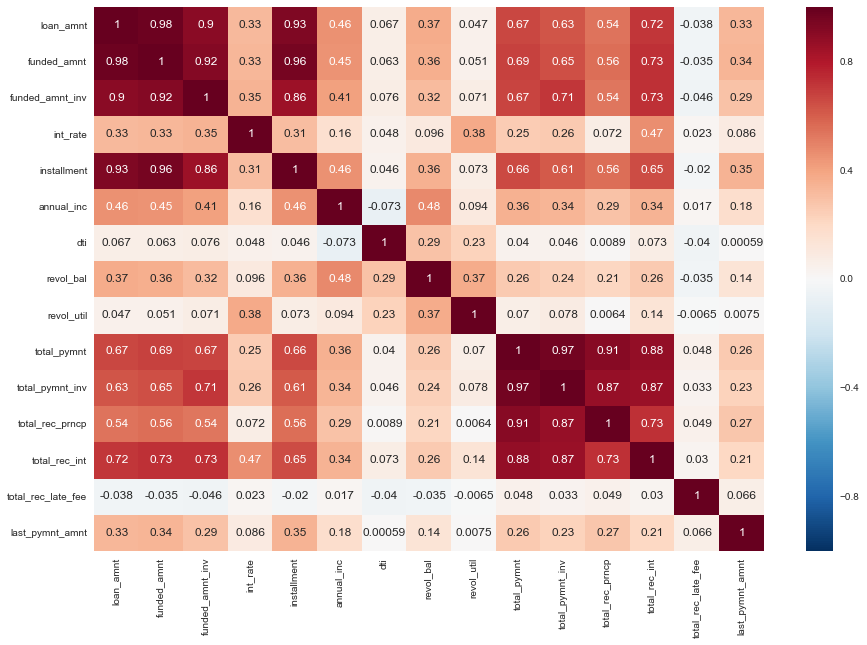 loan_amnt 1 0.98 0.9 0.33 0.93 0.46 0.067 0.37 0.047 0.67 0.63 0.54 0.72 -0.038 0.33
funded_amnt 0.98 1 0.92 0.33 0.96 0.45 0.063 0.36 0.051 0.69 0.65 0.56 0.73 -0.035 0.34
funded_amnt_inv 0.9 0.92 1 0.35 0.86 0.41 0.076 0.32 0.071 0.67 0.71 0.54 0.73 -0.046 0.29
int_rate 0.33 0.33 0.35 1 0.31 0.16 0.048 0.096 0.38 0.25 0.26 0.072 0.47 0.023 0.086
installment 0.93 0.96 0.86 0.31 1 0.46 0.046 0.36 0.073 0.66 0.61 0.56 0.65 -0.02 0.35
annual_inc 0.46 0.45 0.41 0.16 0.46 1 -0.073 0.48 0.094 0.36 0.34 0.29 0.34 0.017 0.18
dti 0.067 0.063 0.076 0.048 0.046 -0.073 1 0.29 0.23 0.04 0.046 0.0089 0.073 -0.04 0.00059
revol_bal 0.37 0.36 0.32 0.096 0.36 0.48 0.29 1 0.37 0.26 0.24 0.21 0.26 -0.035 0.14
revol_util 0.047 0.051 0.071 0.38 0.073 0.094 0.23 0.37 1 0.07 0.078 0.0064 0.14 -0.0065 0.0075
total_pymnt 0.67 0.69 0.67 0.25 0.66 0.36 0.04 0.26 0.07 1 0.97 0.91 0.88 0.048 0.26
total_pymnt_inv 0.63 0.65 0.71 0.26 0.61 0.34 0.046 0.24 0.078 0.97 1 0.87 0.87 0.033 0.23
total_rec_prncp 0.54 0.56 0.54 0.072 0.56 0.29 0.0089 0.21 0.0064 0.91 0.87 1 0.73 0.049 0.27
total_rec_int 0.72 0.73 0.73 0.47 0.65 0.34 0.073 0.26 0.14 0.88 0.87 0.73 1 0.03 0.21
total_rec_late_fee -0.038 -0.035 -0.046 0.023 -0.02 0.017 -0.04 -0.035 -0.0065 0.048 0.033 0.049 0.03 1 0.066
last_pymnt_amnt 0.33 0.34 0.29 0.086 0.35 0.18 0.00059 0.14 0.0075 0.26 0.23 0.27 0.21 0.066 1
loan_amnt
funded_amnt
funded_amnt_inv
int_rate
installment
annual_inc
dti
revol_bal
revol_util
total_pymnt
total_pymnt_inv
total_rec_prncp
total_rec_int
total_rec_late_fee
last_pymnt_amnt
0.8
0.4
0.0
−0.4
−0.8